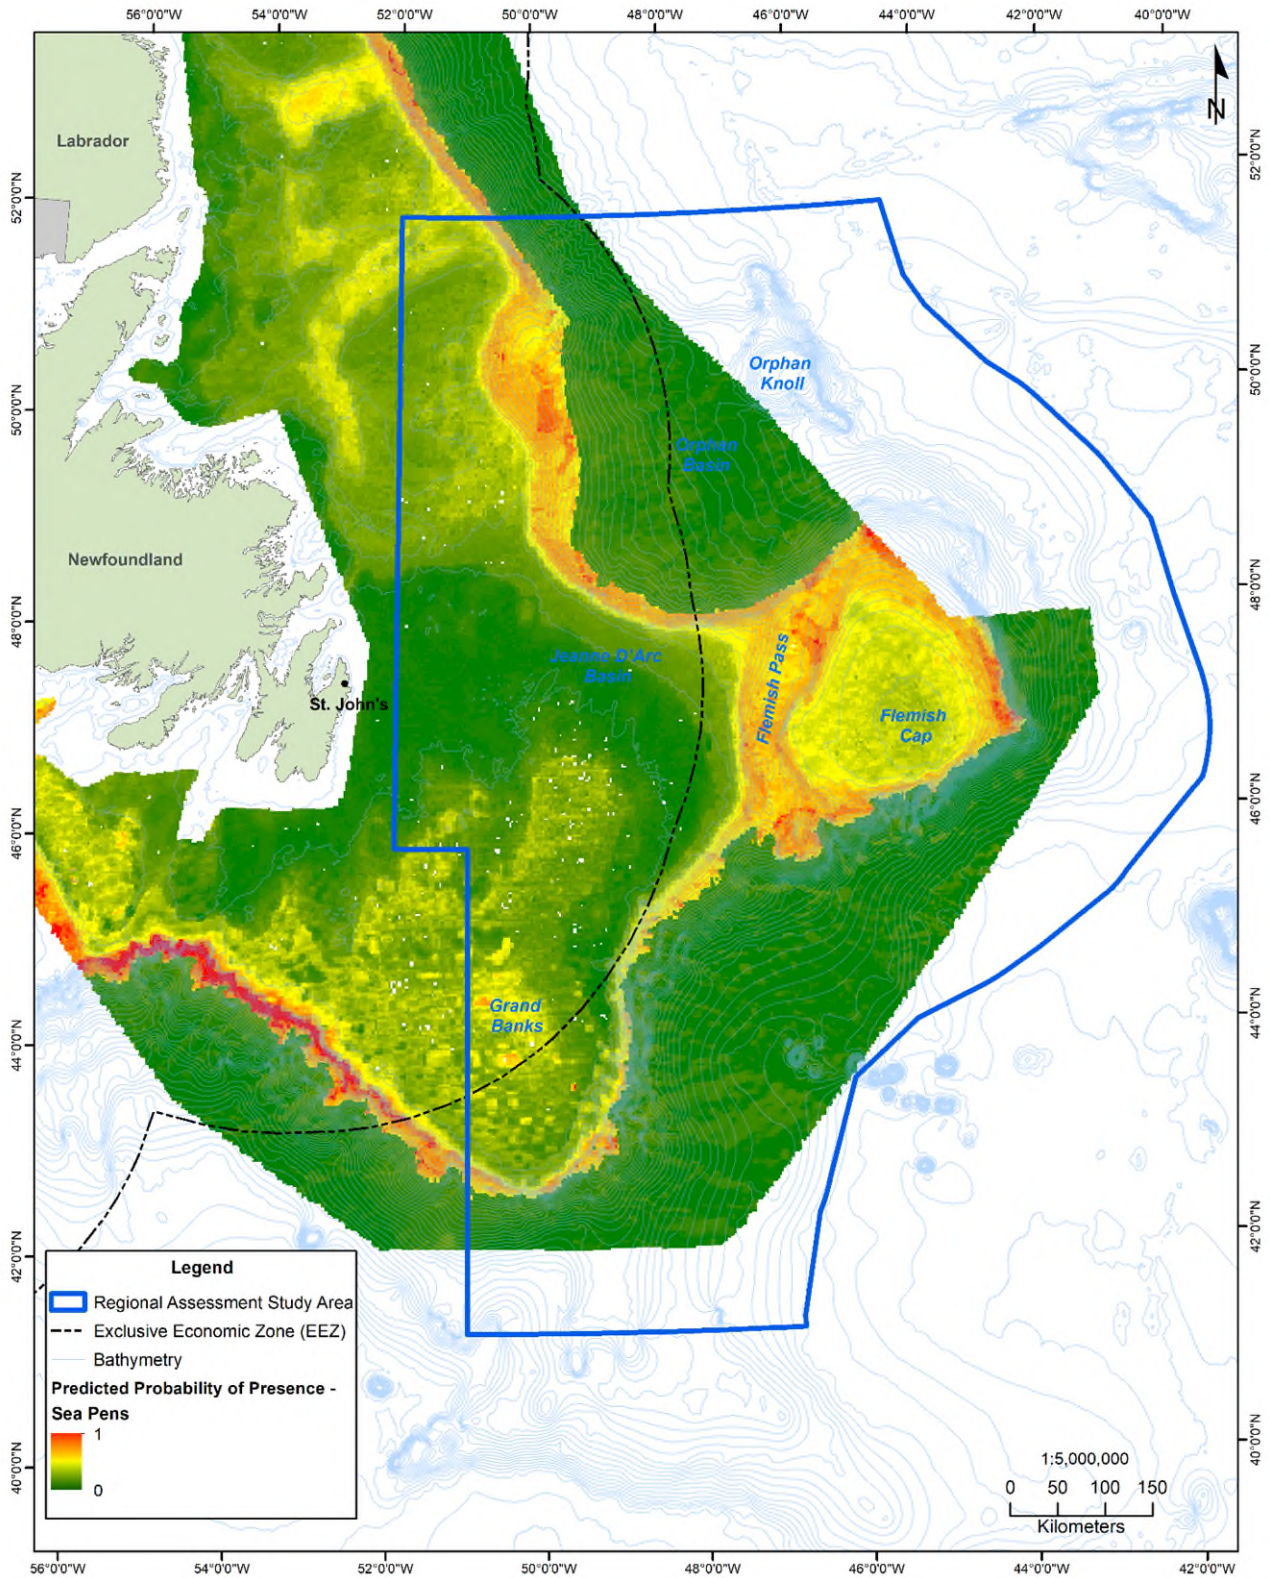 56°0'0"W 54°0'0"W 52°0'0"W 50°0'0"W 48°0'0"W 46°0'0"W 44°0'0"W 42°0'0"W 40°0'0"W
N
Labrador
52°0'0"N
52°0'0"N
Orphan
Knoll
50°0'0"N
50°0'0"N
Orphan
Basin
Newfoundland
48°0'0"N
48°0'0"N
Jeanne D'Arc
Basin
Flemish Pass
St. John's
Flemish
Cap
46°0'0"N
46°0'0"N
Grand
Banks
44°0'0"N
44°0'0"N
42°0'0"N
42°0'0"N
Legend
Regional Assessment Study Area
Exclusive Economic Zone (EEZ)
Bathymetry
Predicted Probability of Presence -
Sea Pens
1
0
40°0'0"N
40°0'0"N
1:5,000,000
0 50 100 150
Kilometers
56°0'0"W 54°0'0"W 52°0'0"W 50°0'0"W 48°0'0"W 46°0'0"W 44°0'0"W 42°0'0"W